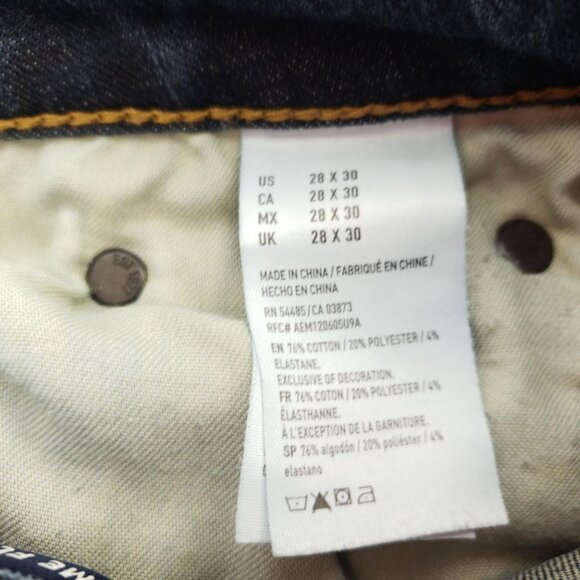 US 28 X 30
CA 28 X 30
MX 28 X 30
UK 28 X 30
MADE IN CHINA / FABRIQUÉ EN CHINE /
HECHO EN CHINA
RN 54485 / CA 03873
RFC# AEM120605U9A
EN 76% COTTON / 20% POLYESTER / 4%
ELASTANE.
EXCLUSIVE OF DECORATION.
FR 76% COTON / 20% POLYESTER / 4%
ÉLASTHANNE.
À L'EXCEPTION DE LA GARNITURE.
SP 76% algodón / 20% poliéster / 4%
elastano
ME FL